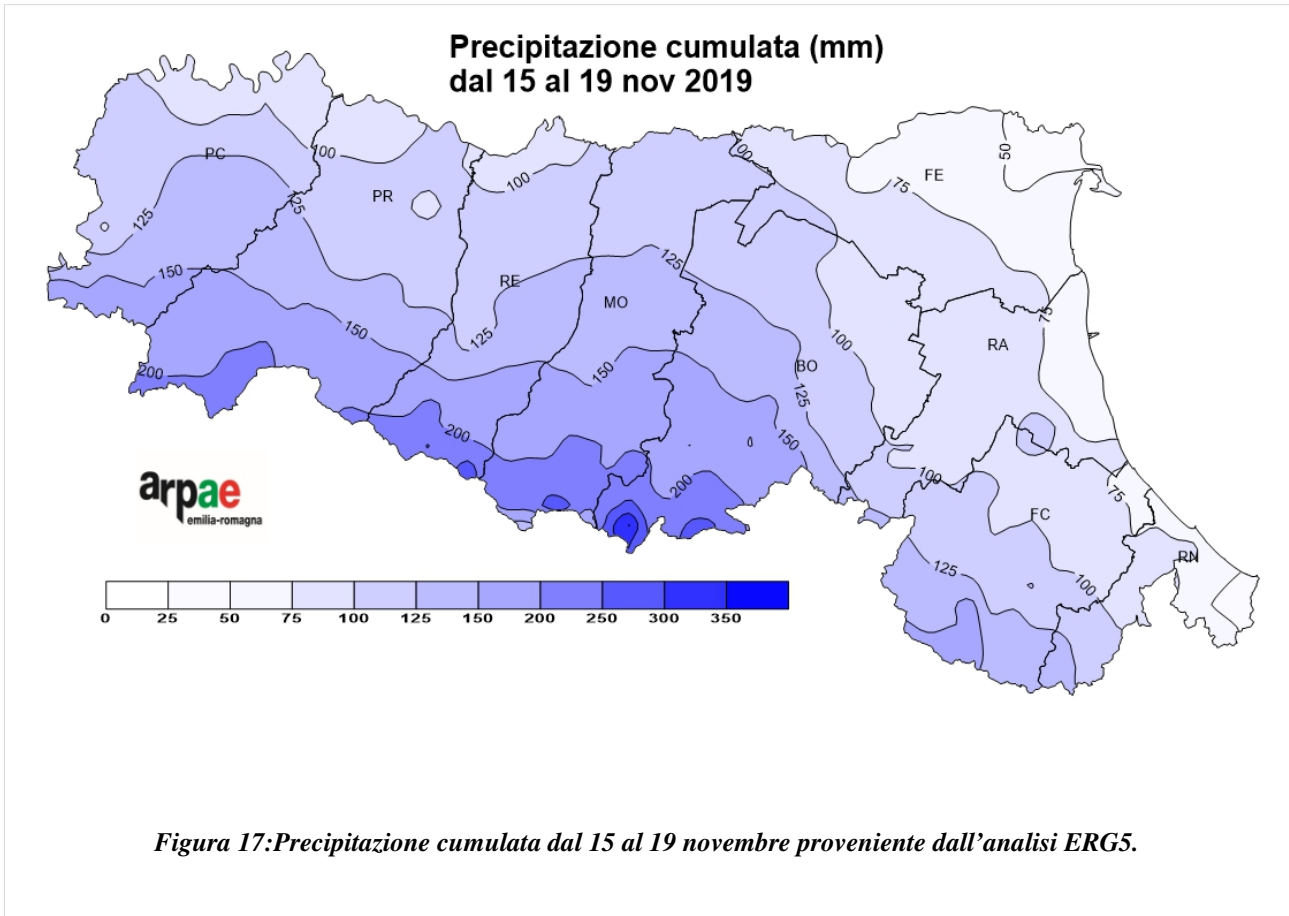 Precipitazione cumulata (mm)
dal 15 al 19 nov 2019
PC
100
PR
100
100
FE
50
75
125
125
150
RE
125
MO
75
RA
150
125
100
150
BO
125
200
200
150
200
100
75
FC
RN
125
100
arpae
emilia-romagna
0 25 50 75 100 125 150 200 250 300 350
Figura 17:Precipitazione cumulata dal 15 al 19 novembre proveniente dall’analisi ERG5.